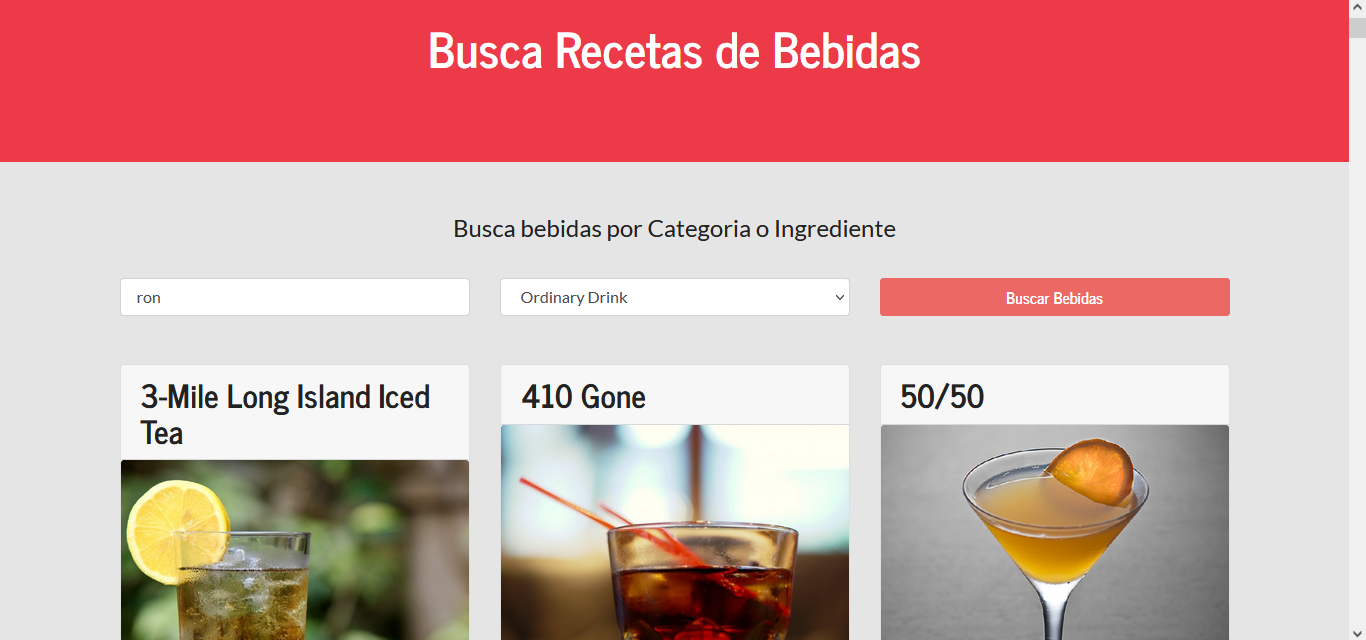 Busca Recetas de Bebidas
Busca bebidas por Categoria o Ingrediente
ron
Ordinary Drink
Buscar Bebidas
3-Mile Long Island Iced
Tea
410 Gone
50/50